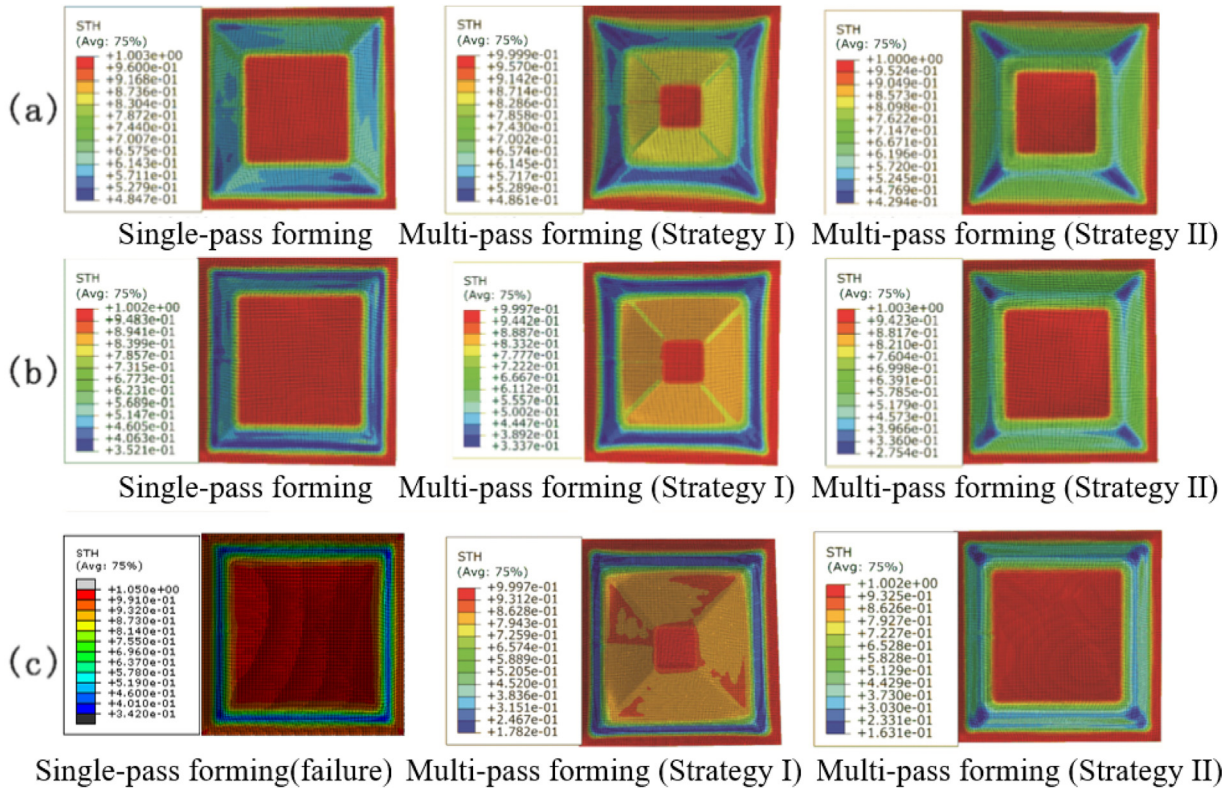 (a)
STH
(Avg: 75%)
+1.003e+00
+9.600e-01
+9.168e-01
+8.736e-01
+8.304e-01
+7.872e-01
+7.440e-01
+7.007e-01
+6.575e-01
+6.143e-01
+5.711e-01
+5.279e-01
+4.847e-01
Single-pass forming
STH
(Avg: 75%)
+9.999e-01
+9.570e-01
+9.142e-01
+8.714e-01
+8.286e-01
+7.858e-01
+7.430e-01
+7.002e-01
+6.574e-01
+6.145e-01
+5.717e-01
+5.289e-01
+4.861e-01
Multi-pass forming (Strategy I)
STH
(Avg: 75%)
+1.000e+00
+9.524e-01
+9.049e-01
+8.573e-01
+8.098e-01
+7.622e-01
+7.147e-01
+6.671e-01
+6.196e-01
+5.720e-01
+5.245e-01
+4.769e-01
+4.294e-01
Multi-pass forming (Strategy II)
(b)
STH
(Avg: 75%)
+1.002e+00
+9.483e-01
+8.941e-01
+8.399e-01
+7.857e-01
+7.315e-01
+6.773e-01
+6.231e-01
+5.689e-01
+5.147e-01
+4.605e-01
+4.063e-01
+3.521e-01
Single-pass forming
STH
(Avg: 75%)
+9.997e-01
+9.442e-01
+8.887e-01
+8.332e-01
+7.777e-01
+7.222e-01
+6.667e-01
+6.112e-01
+5.557e-01
+5.002e-01
+4.447e-01
+3.892e-01
+3.337e-01
Multi-pass forming (Strategy I)
STH
(Avg: 75%)
+1.003e+00
+9.423e-01
+8.817e-01
+8.210e-01
+7.604e-01
+6.998e-01
+6.391e-01
+5.785e-01
+5.179e-01
+4.573e-01
+3.966e-01
+3.360e-01
+2.754e-01
Multi-pass forming (Strategy II)
(c)
STH
(Avg: 75%)
+1.050e+00
+9.910e-01
+9.320e-01
+8.730e-01
+8.140e-01
+7.550e-01
+6.960e-01
+6.370e-01
+5.780e-01
+5.190e-01
+4.600e-01
+4.010e-01
+3.420e-01
Single-pass forming(failure)
STH
(Avg: 75%)
+9.997e-01
+9.312e-01
+8.628e-01
+7.943e-01
+7.259e-01
+6.574e-01
+5.889e-01
+5.205e-01
+4.520e-01
+3.836e-01
+3.151e-01
+2.467e-01
+1.782e-01
Multi-pass forming (Strategy I)
STH
(Avg: 75%)
+1.002e+00
+9.325e-01
+8.626e-01
+7.927e-01
+7.227e-01
+6.528e-01
+5.828e-01
+5.129e-01
+4.429e-01
+3.730e-01
+3.030e-01
+2.331e-01
+1.631e-01
Multi-pass forming (Strategy II)